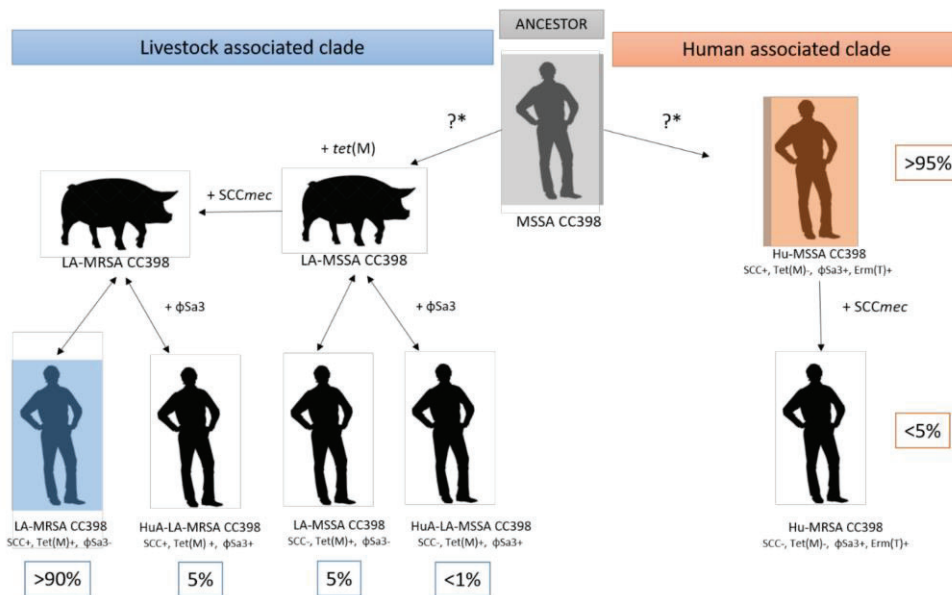 ANCESTOR
Livestock associated clade
Human associated clade
?*
?*
+ tet(M)
>95%
+ SCCmec
MSSA CC398
LA-MRSA CC398
LA-MSSA CC398
Hu-MSSA CC398
SCC+, Tet(M)-, ϕSa3+, Erm(T)+
+ ϕSa3
+ ϕSa3
+ SCCmec
<5%
LA-MRSA CC398
SCC+, Tet(M)+, ϕSa3-
HuA-LA-MRSA CC398
SCC+, Tet(M) +, ϕSa3+
LA-MSSA CC398
SCC-, Tet(M)+, ϕSa3-
HuA-LA-MSSA CC398
SCC-, Tet(M)+, ϕSa3+
Hu-MRSA CC398
SCC-, Tet(M)-, ϕSa3+, Erm(T)+
>90%
5%
5%
<1%